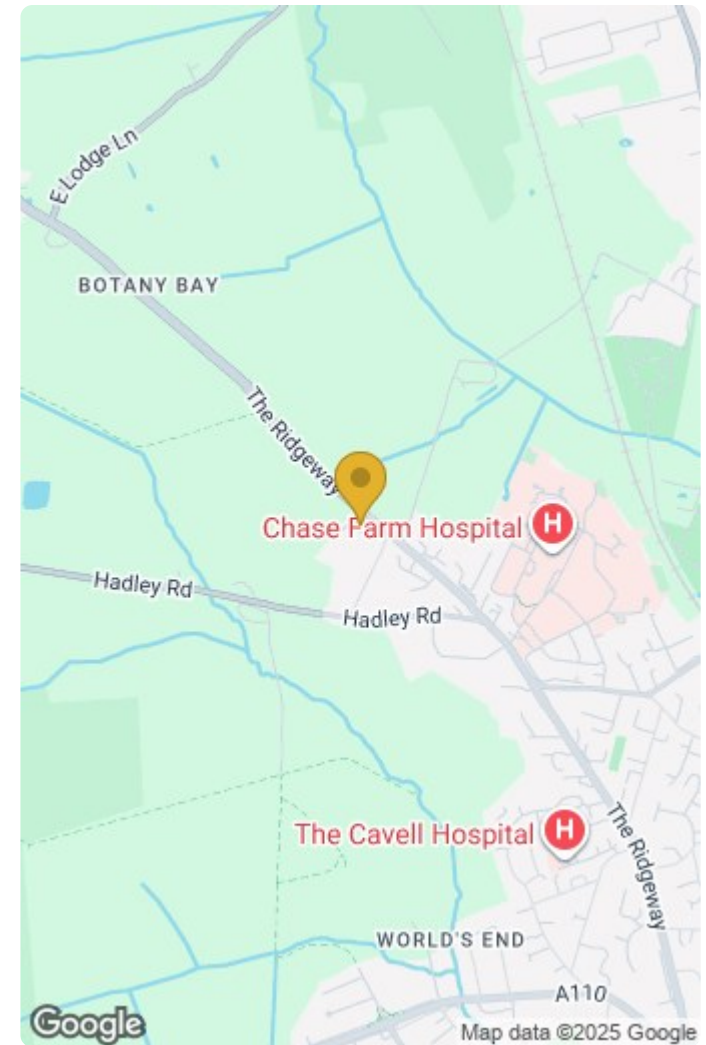 E Lodge Ln
BOTANY BAY
The Ridgeway
Chase Farm Hospital
H
Hadley Rd
Hadley Rd
The Cavell Hospital
H
The Ridgeway
WORLD'S END
A110
Google
Map data ©2025 Google